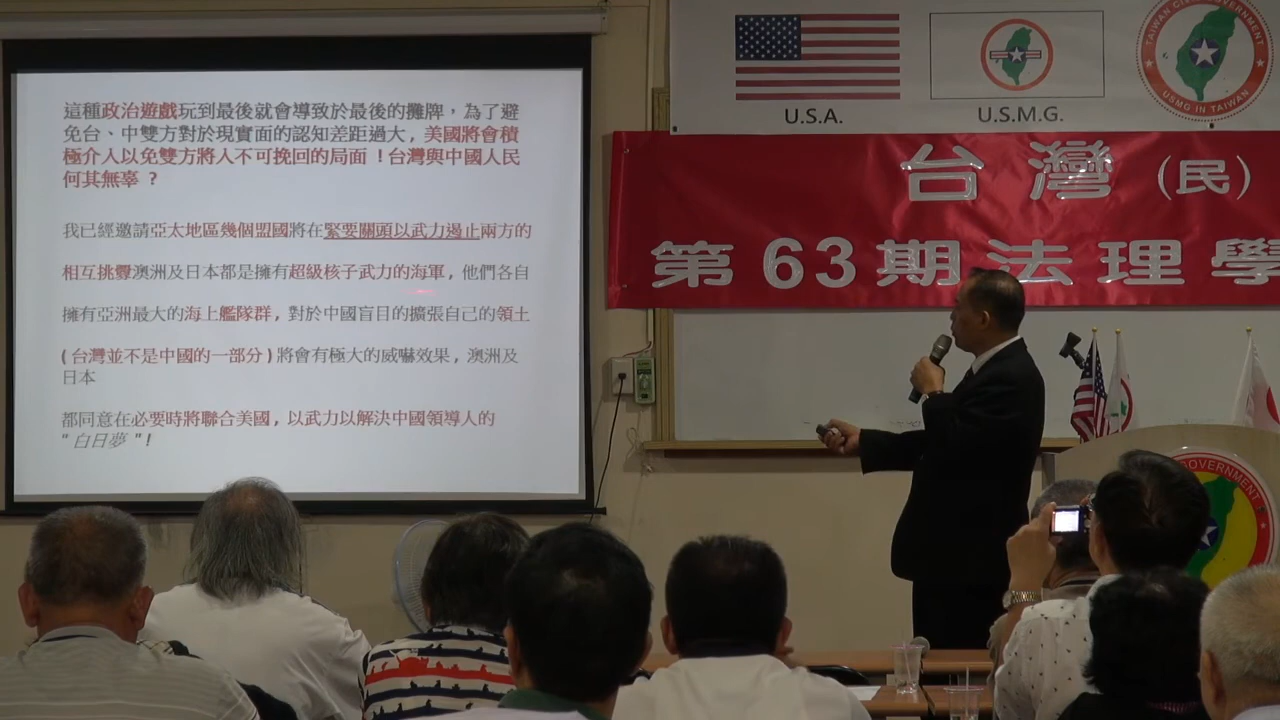 這種政治遊戲玩到最後就會導致於最後的攤牌，為了避
免台、中雙方對於現實面的認知差距過大，美國將會積
極介入以免雙方將入不可挽回的局面！台灣與中國人民
何其無辜 ？
我已經邀請亞太地區幾個盟國將在緊要關頭以武力遏止兩方的
相互挑釁澳洲及日本都是擁有超級核子武力的海軍，他們各自
擁有亞洲最大的海上艦隊群，對於中國盲目的擴張自己的領土
(台灣並不是中國的一部分)將會有極大的威嚇效果，澳洲及
日本
都同意在必要時將聯合美國，以武力以解決中國領導人的
"白日夢"！
U.S.A.
U.S.M.G.
TAIWAN CIVIL GOVERNMENT
USMG IN TAIWAN
台灣(民)
第63期法理學
GOVERNMENT